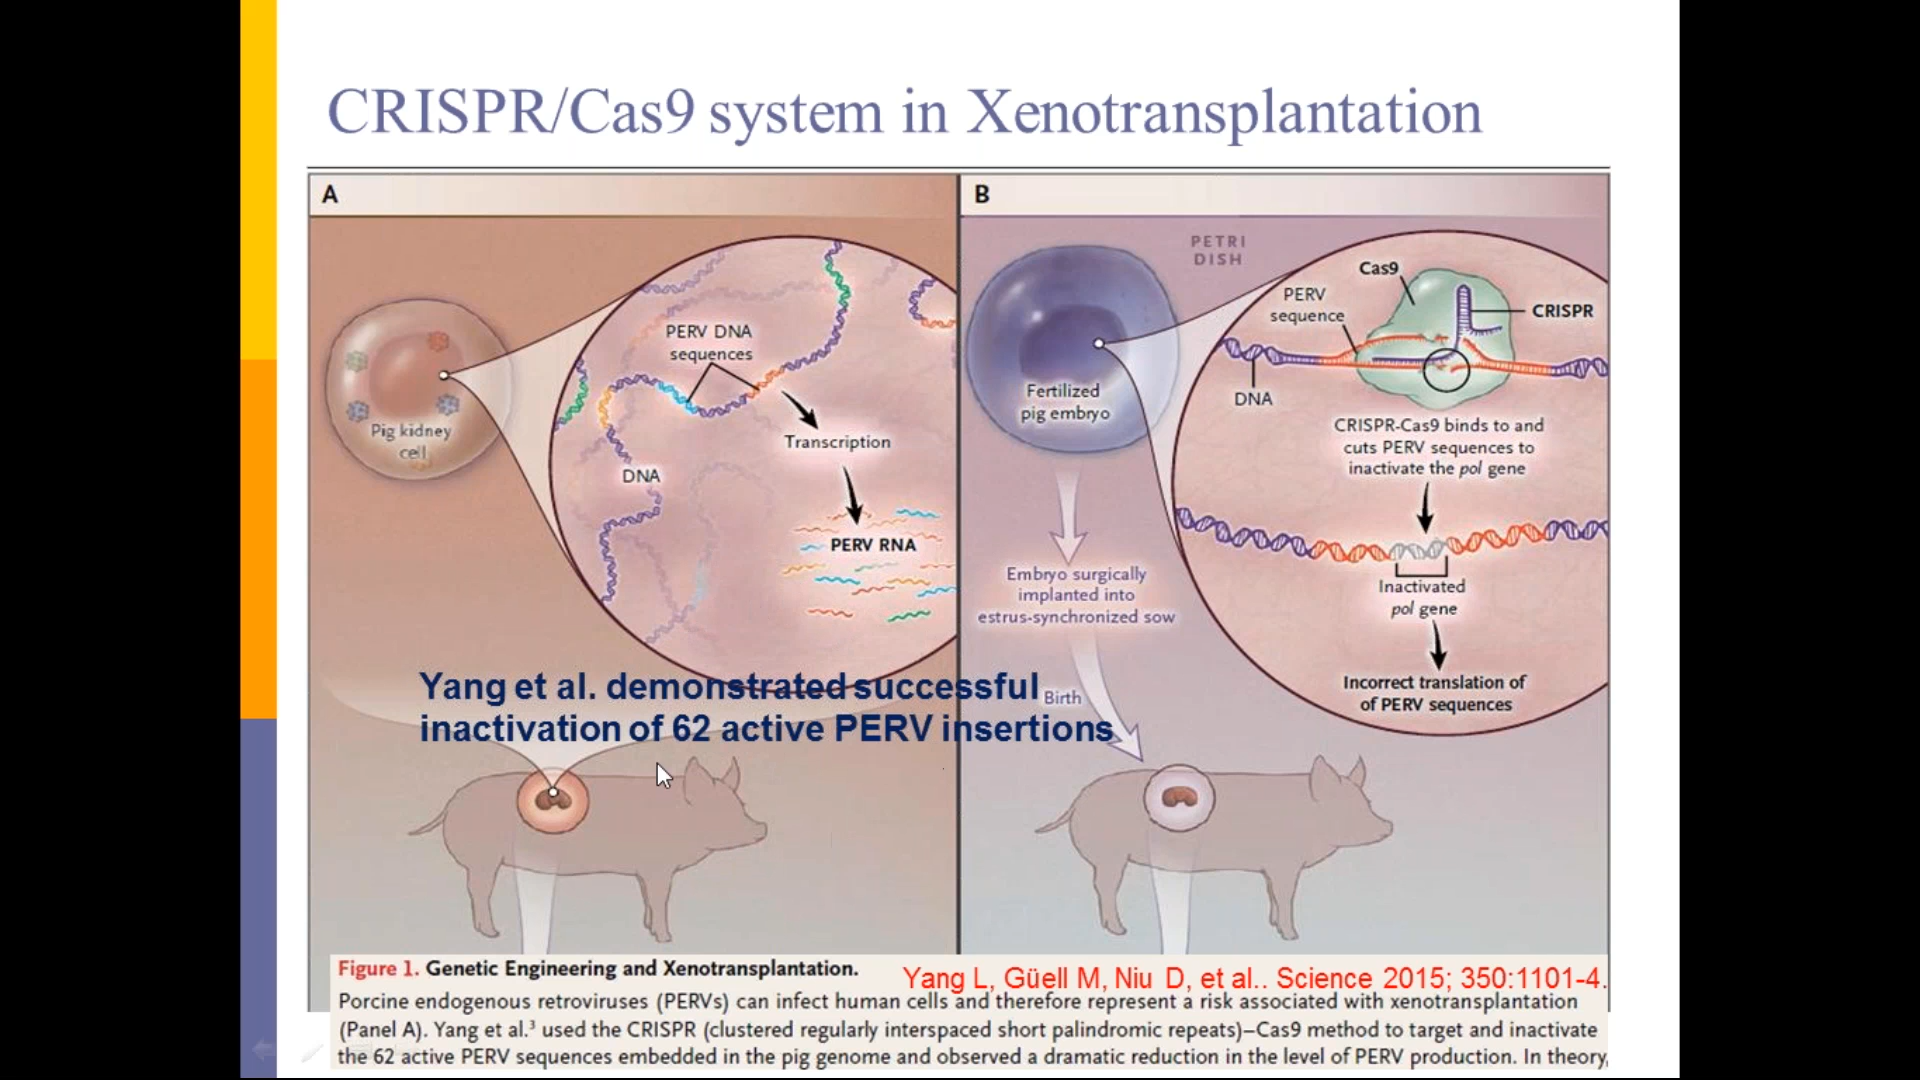 CRISPR/Cas9 system in Xenotransplantation
A
PERV DNA
sequences
Transcription
Pig kidney
cell
DNA
PERV RNA
B
PETRI
DISH
Cas9
PERV
sequence
CRISPR
Fertilized
pig embryo
DNA
CRISPR-Cas9 binds to and
cuts PERV sequences to
inactivate the pol gene
Embryo surgically
implanted into
estrus-synchronized sow
Inactivated
pol gene
Incorrect translation of
of PERV sequences
Birth
Yang et al. demonstrated successful
inactivation of 62 active PERV insertions
Figure 1. Genetic Engineering and Xenotransplantation.
Yang L, Güell M, Niu D, et al.. Science 2015; 350:1101-4.
Porcine endogenous retroviruses (PERVs) can infect human cells and therefore represent a risk associated with xenotransplantation
(Panel A). Yang et al.³ used the CRISPR (clustered regularly interspaced short palindromic repeats)–Cas9 method to target and inactivate
the 62 active PERV sequences embedded in the pig genome and observed a dramatic reduction in the level of PERV production. In theory,